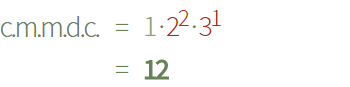 c.m.m.d.c. = 1·2²·3¹
= 12